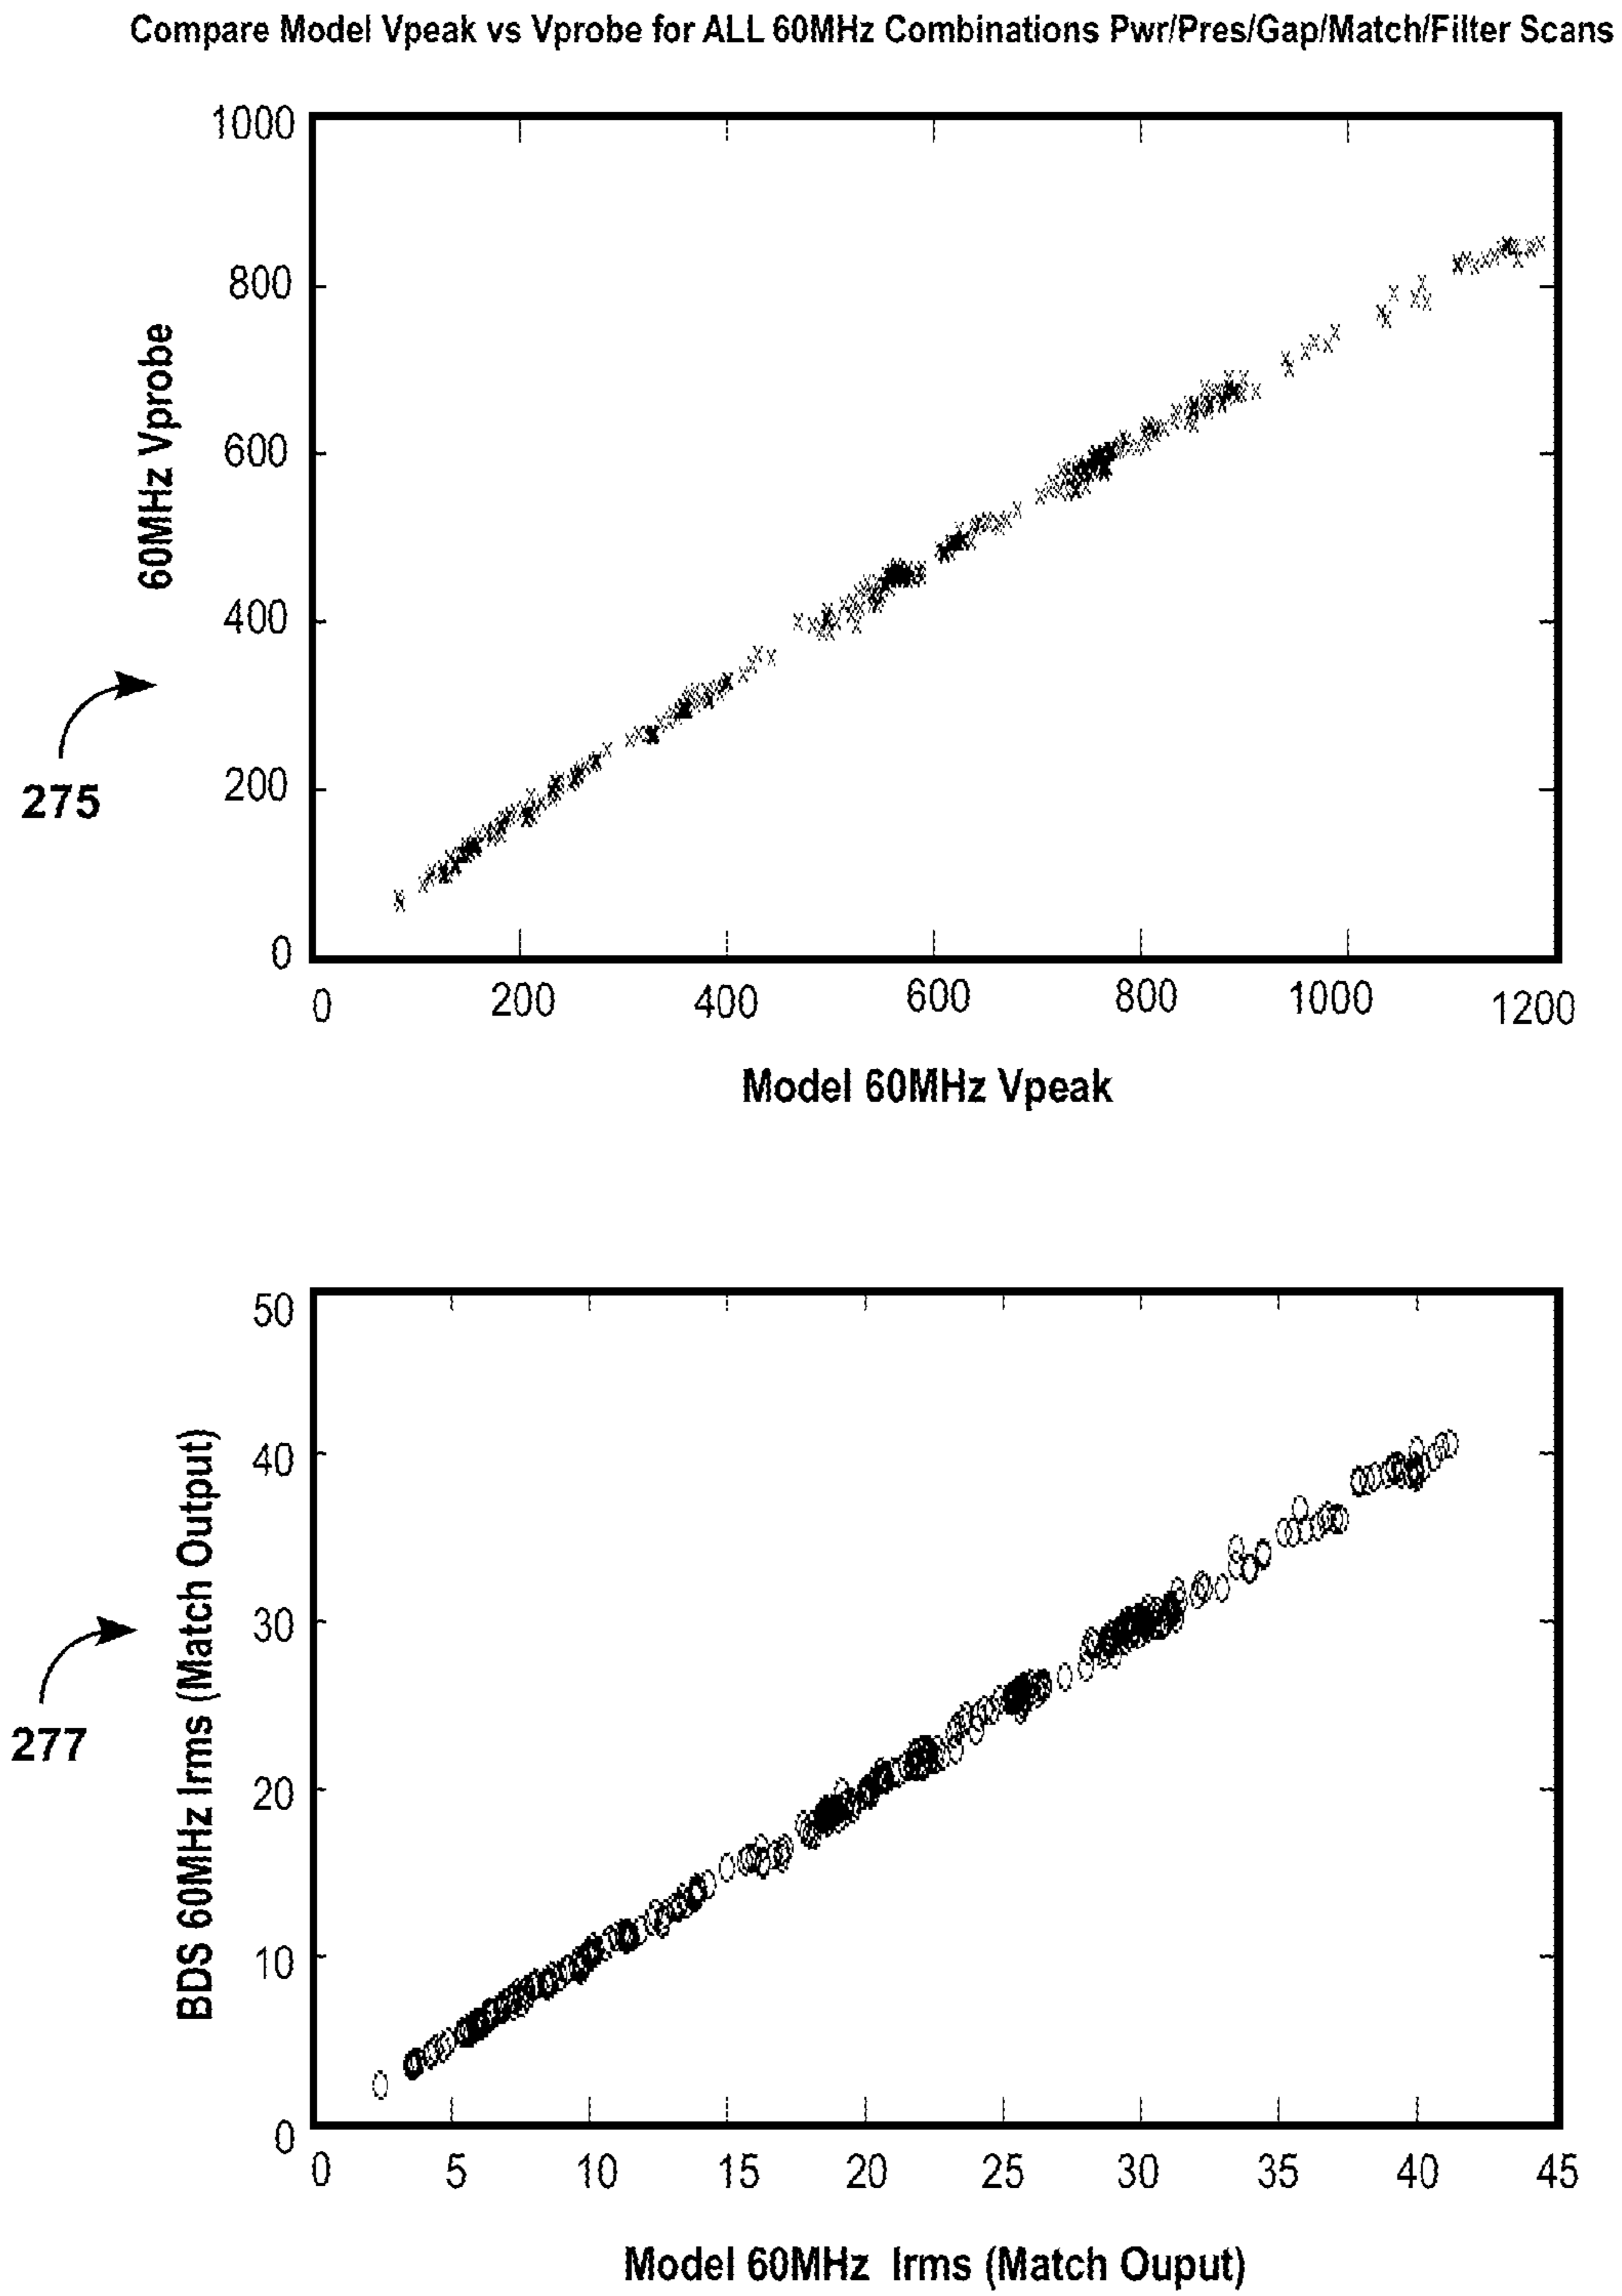 Compare Model Vpeak vs Vprobe for ALL 60MHz Combinations Pwr/Pres/Gap/Match/Filter Scans
1000
800
600
400
200
0
60MHz Vprobe
275
0 200 400 600 800 1000 1200
Model 60MHz Vpeak
50
40
30
20
10
0
BDS 60MHz Irms (Match Output)
277
0 5 10 15 20 25 30 35 40 45
Model 60MHz Irms (Match Ouput)